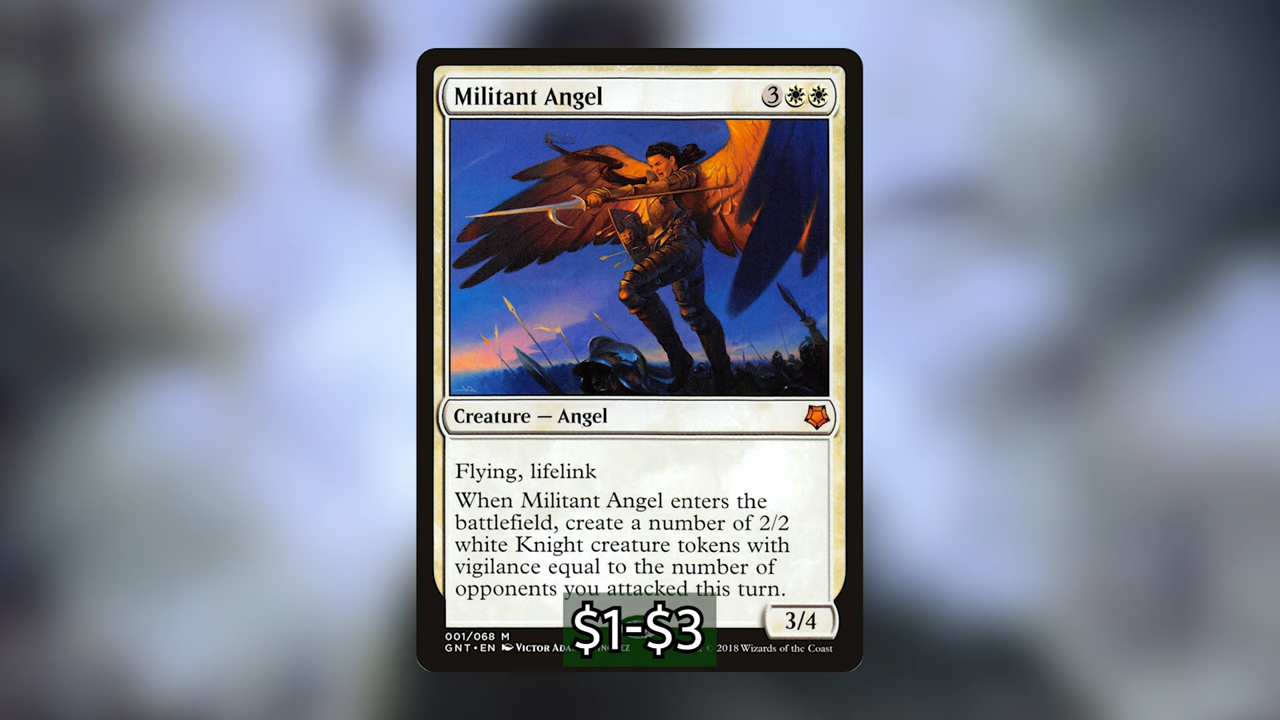 Militant Angel 3
Creature — Angel
Flying, lifelink
When Militant Angel enters the
battlefield, create a number of 2/2
white Knight creature tokens with
vigilance equal to the number of
opponents you attacked this turn.
$1-$3
3/4
001/068 M
GNT • EN Victor 2018 Wizards of the Coast